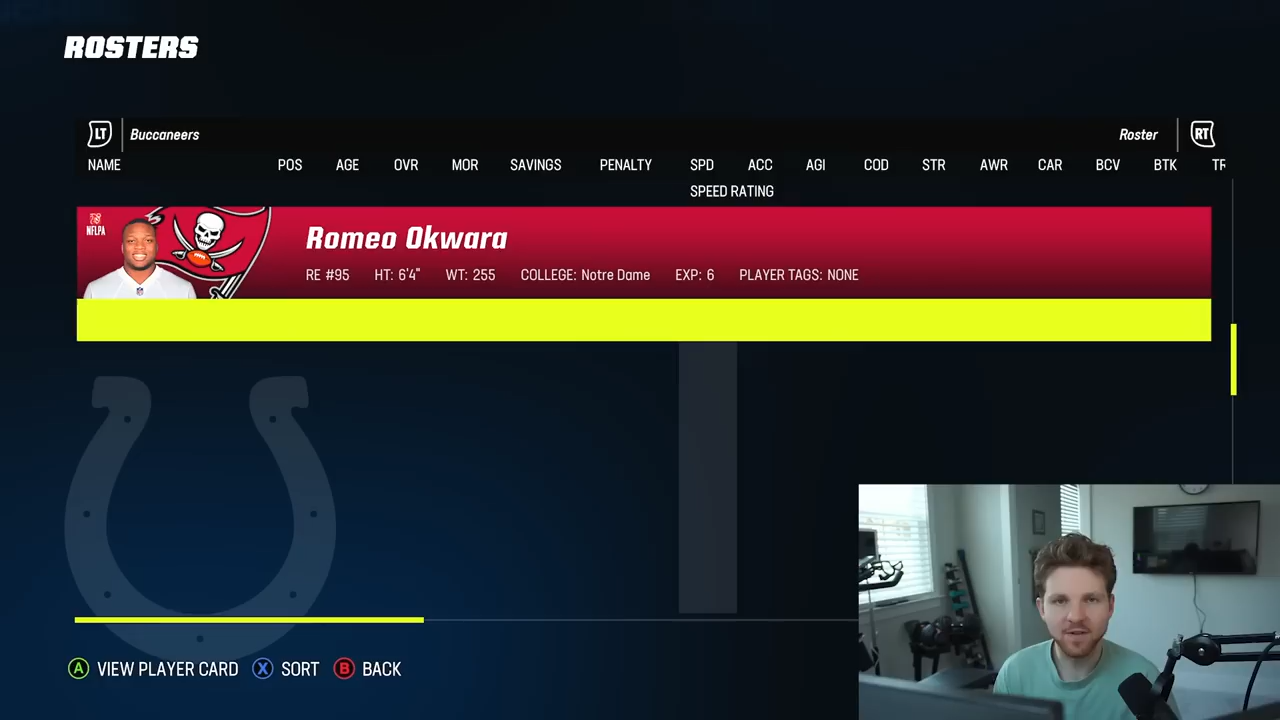 ROSTERS
LT Buccaneers Roster RT
NAME POS AGE OVR MOR SAVINGS PENALTY SPD ACC AGI COD STR AWR CAR BCV BTK TR
SPEED RATING
NFLPA
Romeo Okwara
RE #95 HT: 6'4" WT: 255 COLLEGE: Notre Dame EXP: 6 PLAYER TAGS: NONE
A VIEW PLAYER CARD X SORT B BACK